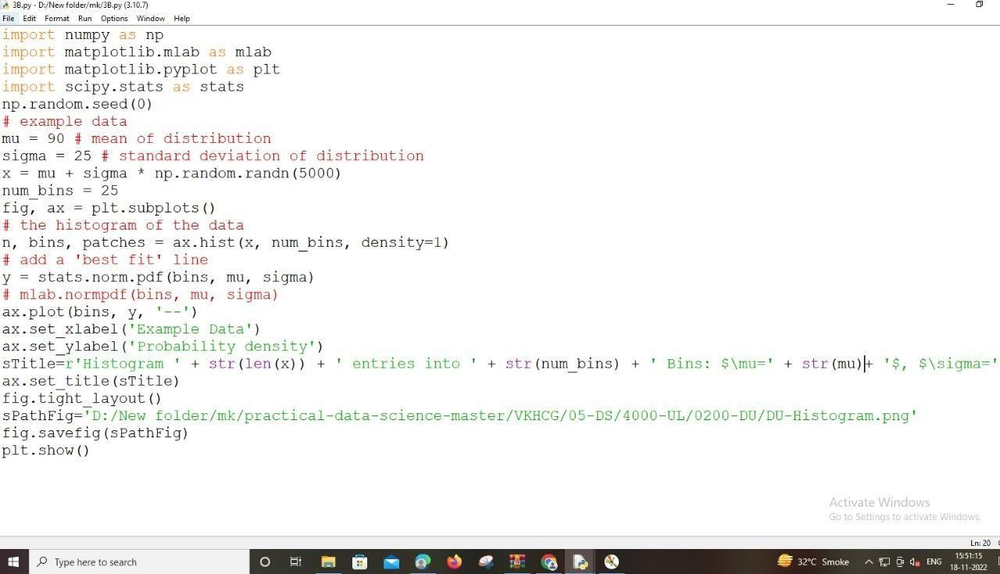 3B.py - D:/New folder/mk/3B.py (3.10.7)
File Edit Format Run Options Window Help
import numpy as np
import matplotlib.mlab as mlab
import matplotlib.pyplot as plt
import scipy.stats as stats
np.random.seed(0)
# example data
mu = 90 # mean of distribution
sigma = 25 # standard deviation of distribution
x = mu + sigma * np.random.randn(5000)
num_bins = 25
fig, ax = plt.subplots()
# the histogram of the data
n, bins, patches = ax.hist(x, num_bins, density=1)
# add a 'best fit' line
y = stats.norm.pdf(bins, mu, sigma)
# mlab.normpdf(bins, mu, sigma)
ax.plot(bins, y, '--')
ax.set_xlabel('Example Data')
ax.set_ylabel('Probability density')
sTitle=r'Histogram ' + str(len(x)) + ' entries into ' + str(num_bins) + ' Bins: $\mu=' + str(mu)+ '$, $\sigma='
ax.set_title(sTitle)
fig.tight_layout()
sPathFig='D:/New folder/mk/practical-data-science-master/VKHCG/05-DS/4000-UL/0200-DU/DU-Histogram.png'
fig.savefig(sPathFig)
plt.show()
Activate Windows
Go to Settings to activate Windows.
Ln: 20
Type here to search
32°C Smoke
ENG
15:51:15
18-11-2022